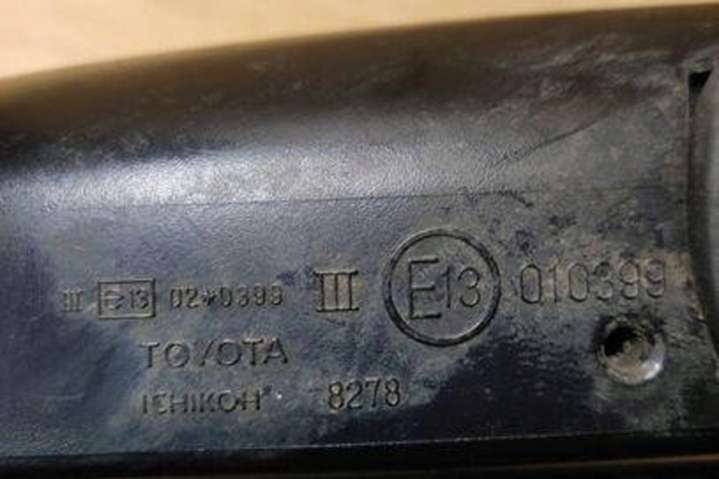 III e13 02*0399 III E13 010399
TOYOTA
ICHIKOH 8278